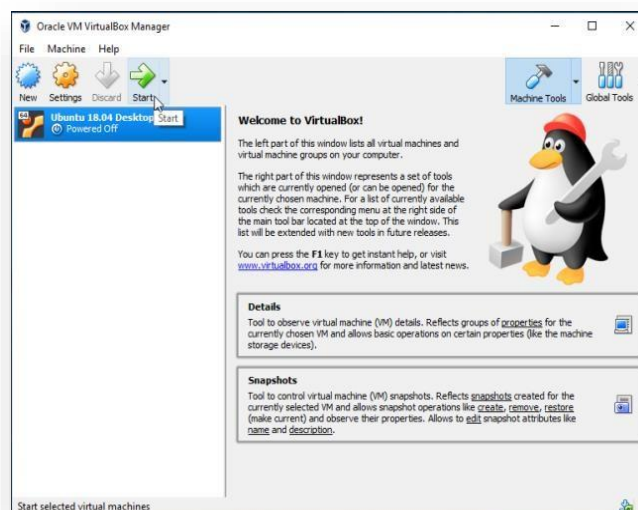 Oracle VM VirtualBox Manager
File Machine Help
New Settings Discard Start
Machine Tools Global Tools
64
Ubuntu 18.04 Desktop
Start
Powered Off
Welcome to VirtualBox!
The left part of this window lists all virtual machines and
virtual machine groups on your computer.
The right part of this window represents a set of tools
which are currently opened (or can be opened) for the
currently chosen machine. For a list of currently available
tools check the corresponding menu at the right side of
the main tool bar located at the top of the window. This
list will be extended with new tools in future releases.
You can press the F1 key to get instant help, or visit
www.virtualbox.org for more information and latest news.
Details
Tool to observe virtual machine (VM) details. Reflects groups of properties for the
currently chosen VM and allows basic operations on certain properties (like the machine
storage devices).
Snapshots
Tool to control virtual machine (VM) snapshots. Reflects snapshots created for the
currently selected VM and allows snapshot operations like create, remove, restore
(make current) and observe their properties. Allows to edit snapshot attributes like
name and description.
Start selected virtual machines